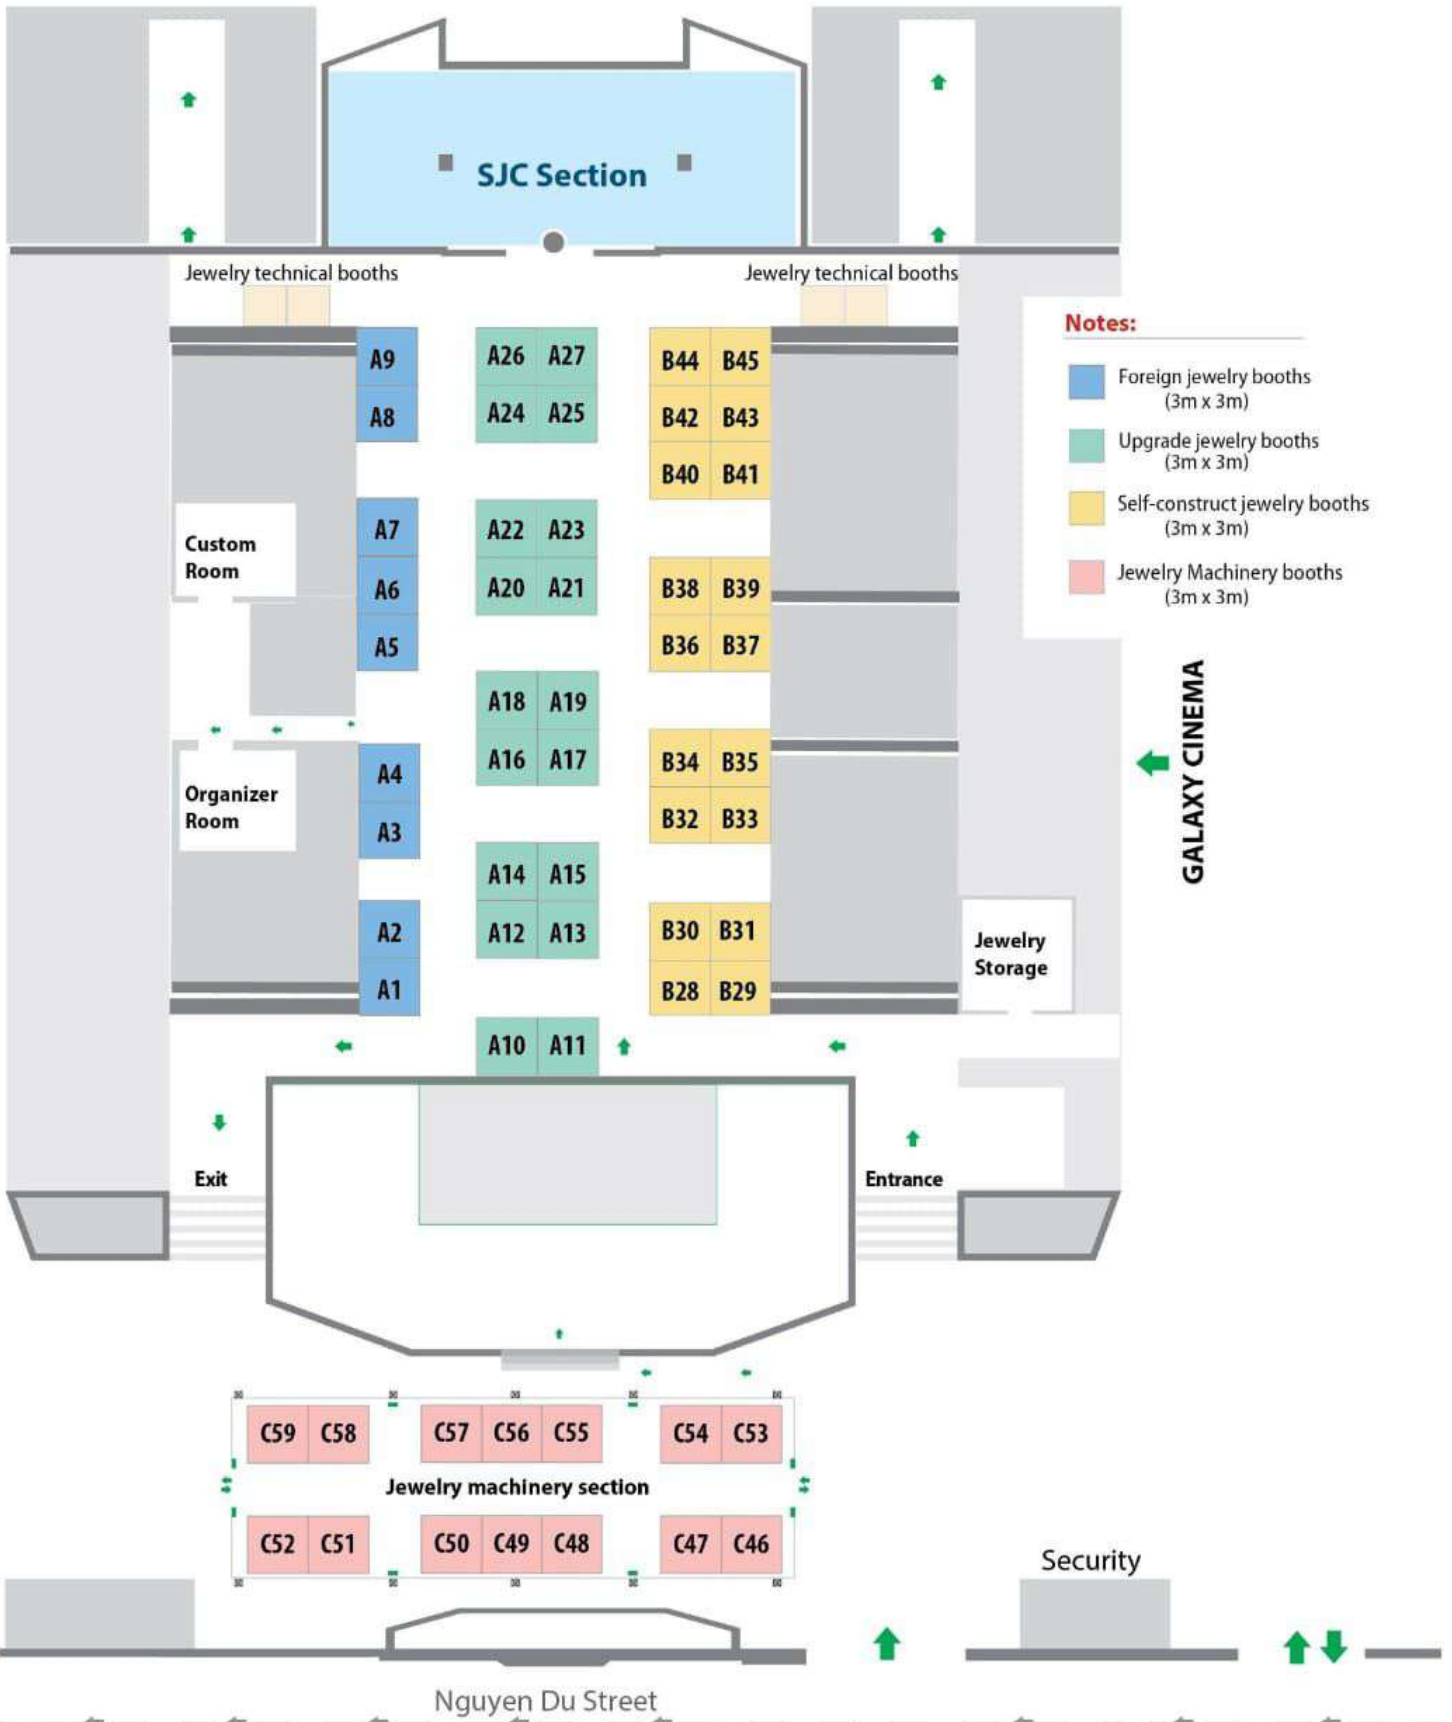 SJC Section
Jewelry technical booths
Jewelry technical booths
Notes:
Foreign jewelry booths
(3m x 3m)
Upgrade jewelry booths
(3m x 3m)
Self-construct jewelry booths
(3m x 3m)
Jewelry Machinery booths
(3m x 3m)
A9 A26 A27 B44 B45
A8 A24 A25 B42 B43
B40 B41
A7 A22 A23
Custom
Room
A6 A20 A21 B38 B39
A5 B36 B37
A18 A19
A4 A16 A17 B34 B35
Organizer
Room
A3 B32 B33
GALAXY CINEMA
A14 A15
A2 A12 A13 B30 B31
Jewelry
Storage
A1 B28 B29
A10 A11
Exit
Entrance
C59 C58 C57 C56 C55 C54 C53
Jewelry machinery section
C52 C51 C50 C49 C48 C47 C46
Security
Nguyen Du Street